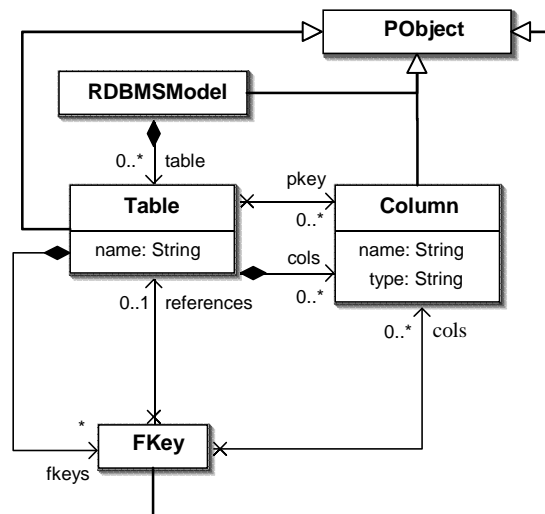 PObject
RDBMSModel
0..* table
pkey
Table
Column
0..*
name: String
name: String
cols
type: String
0..*
0..1 references
0..* cols
*
FKey
fkeys